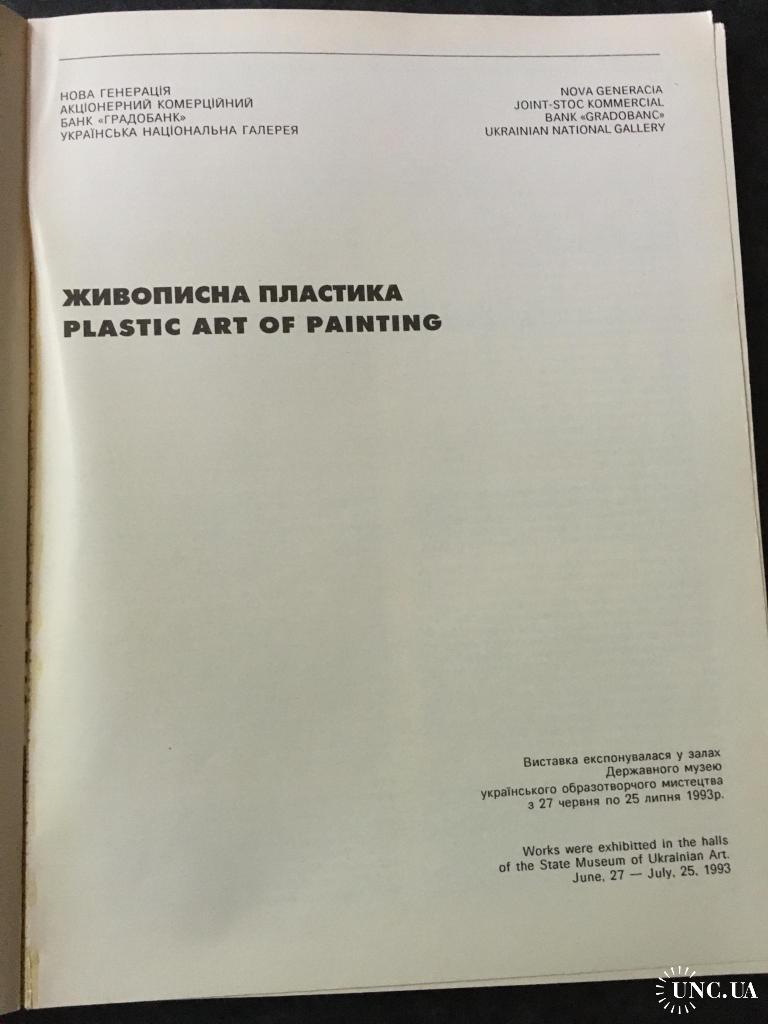 НОВА ГЕНЕРАЦІЯ
АКЦІОНЕРНИЙ КОМЕРЦІЙНИЙ
БАНК «ГРАДОБАНК»
УКРАЇНСЬКА НАЦІОНАЛЬНА ГАЛЕРЕЯ
NOVA GENERACIA
JOINT-STOC KOMMERCIAL
BANK «GRADOBANC»
UKRAINIAN NATIONAL GALLERY
ЖИВОПИСНА ПЛАСТИКА
PLASTIC ART OF PAINTING
Виставка експонувалася у залах
Державного музею
українського образотворчого мистецтва
з 27 червня по 25 липня 1993р.
Works were exhibitted in the halls
of the State Museum of Ukrainian Art.
June, 27 — July, 25, 1993
UNC.UA